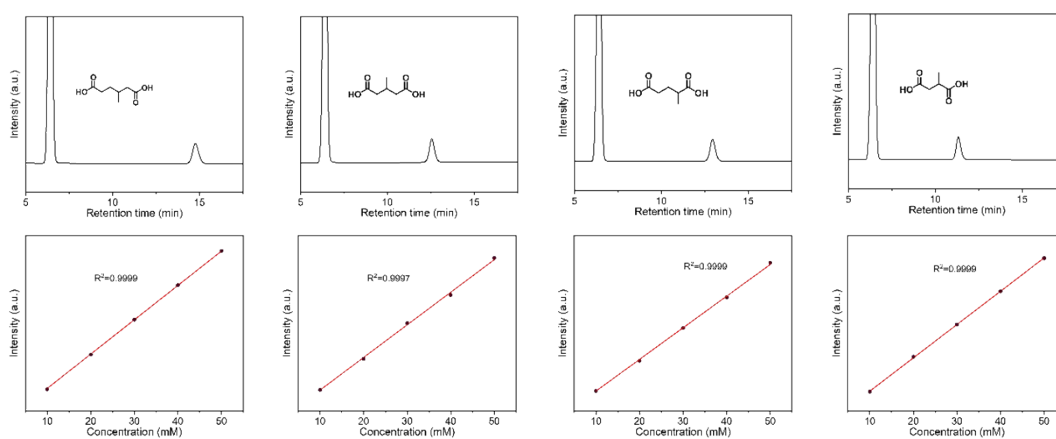 Intensity (a.u.)
O
HO
OH
O
5 10 15
Retention time (min)
Intensity (a.u.)
O O
HO OH
5 10 15
Retention time (min)
Intensity (a.u.)
O O
HO OH
5 10 15
Retention time (min)
Intensity (a.u.)
O
HO OH
O
5 10 15
Retention time (min)
Intensity (a.u.)
R²=0.9999
10 20 30 40 50
Concentration (mM)
Intensity (a.u.)
R²=0.9997
10 20 30 40 50
Concentration (mM)
Intensity (a.u.)
R²=0.9999
10 20 30 40 50
Concentration (mM)
Intensity (a.u.)
R²=0.9999
10 20 30 40 50
Concentration (mM)